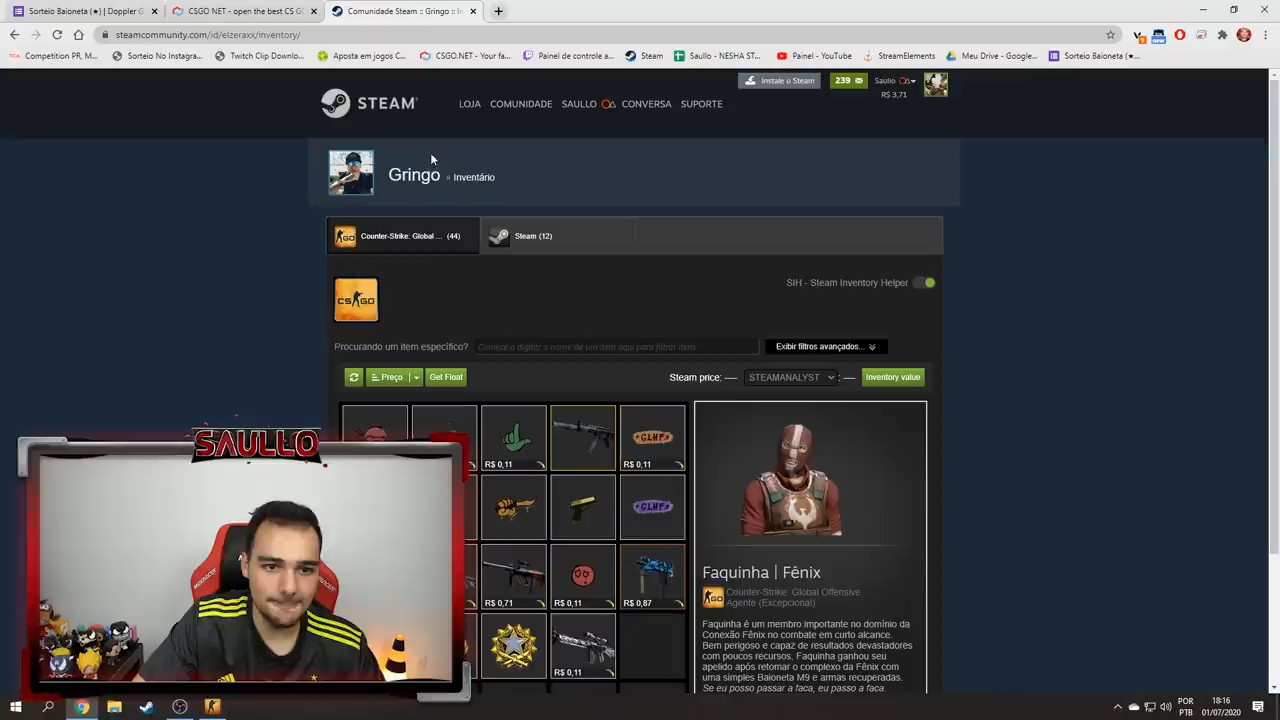 Sorteio Baioneta (★) | Doppler G
CSGO NET - open the best CS G
Comunidade Steam :: Gringo :: In
steamcommunity.com/id/eizeraxx/inventory/
Competition PR, M...
Sorteio No Instagra...
Twitch Clip Downlo...
Aposta em jogos C...
CSGO.NET - Your fa...
Painel de controle a...
Steam
Saullo - NESHA ST...
Painel - YouTube
StreamElements
Meu Drive - Google...
Sorteio Baioneta (★...
Instale o Steam
239
Saullo
R$ 3,71
STEAM
LOJA COMUNIDADE SAULLO CONVERSA SUPORTE
Gringo » Inventário
Counter-Strike: Global ... (44)
Steam (12)
CS GO
SIH - Steam Inventory Helper
Procurando um item específico?
Comece a digitar o nome de um item aqui para filtrar itens
Exibir filtros avançados...
Preço
Get Float
Steam price: —
STEAMANALYST
: —
Inventory value
GLHF
R$ 0,11
R$ 0,11
GLHF
R$ 0,71
R$ 0,11
R$ 0,87
R$ 0,11
Faquinha | Fênix
Counter-Strike: Global Offensive
Agente (Excepcional)
Faquinha é um membro importante no domínio da
Conexão Fênix no combate em curto alcance.
Bem perigoso e capaz de resultados devastadores
com poucos recursos, Faquinha ganhou seu
apelido após retomar o complexo da Fênix com
uma simples Baioneta M9 e armas recuperadas.
Se eu posso passar a faca, eu passo a faca.
SAULLO
POR
PTB
18:16
01/07/2020